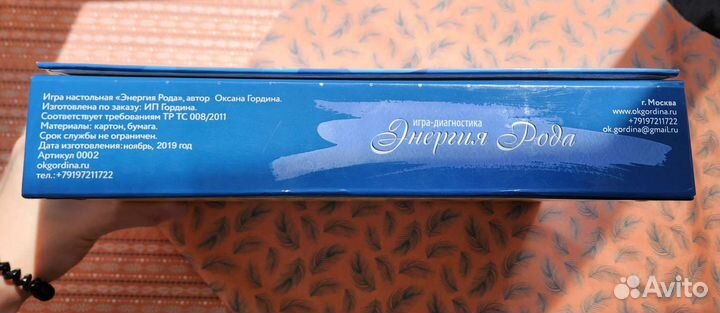 Игра настольная «Энергия Рода», автор Оксана Гордина.
Изготовлена по заказу: ИП Гордина.
Соответствует требованиям ТР ТС 008/2011
Материалы: картон, бумага.
Срок службы не ограничен.
Дата изготовления:ноябрь, 2019 год
Артикул 0002
okgordina.ru
тел.:+79197211722
игра-диагностика
Энергия Рода
г. Москва
www.okgordina.ru
+79197211722
ok.gordina@gmail.ru
Avito